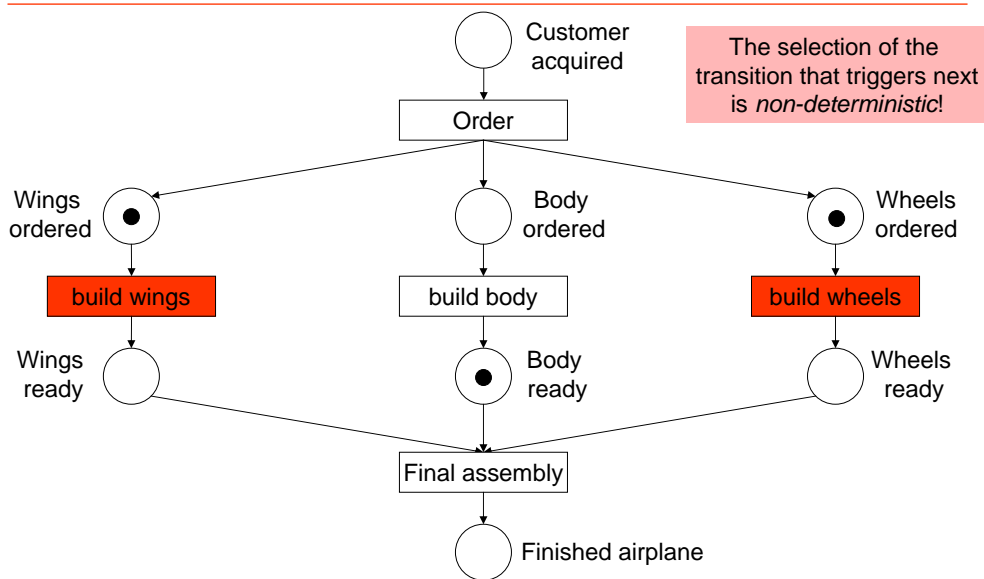 Customer
acquired
The selection of the
transition that triggers next
is non-deterministic!
Order
Wings
ordered
Body
ordered
Wheels
ordered
build wings
build body
build wheels
Wings
ready
Body
ready
Wheels
ready
Final assembly
Finished airplane